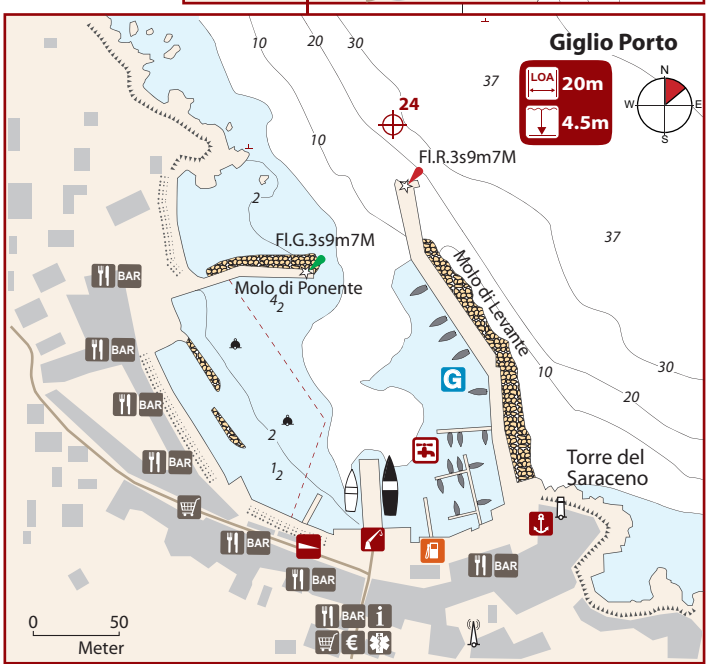 Giglio Porto
10
20
30
37
LOA
20m
4.5m
N
W
E
S
24
10
Fl.R.3s9m7M
2
Fl.G.3s9m7M
37
Molo di Levante
BAR
Molo di Ponente
4 2
BAR
10
30
G
20
BAR
2
BAR
1 2
Torre del
Saraceno
BAR
BAR
BAR
BAR
i
€
0
50
Meter